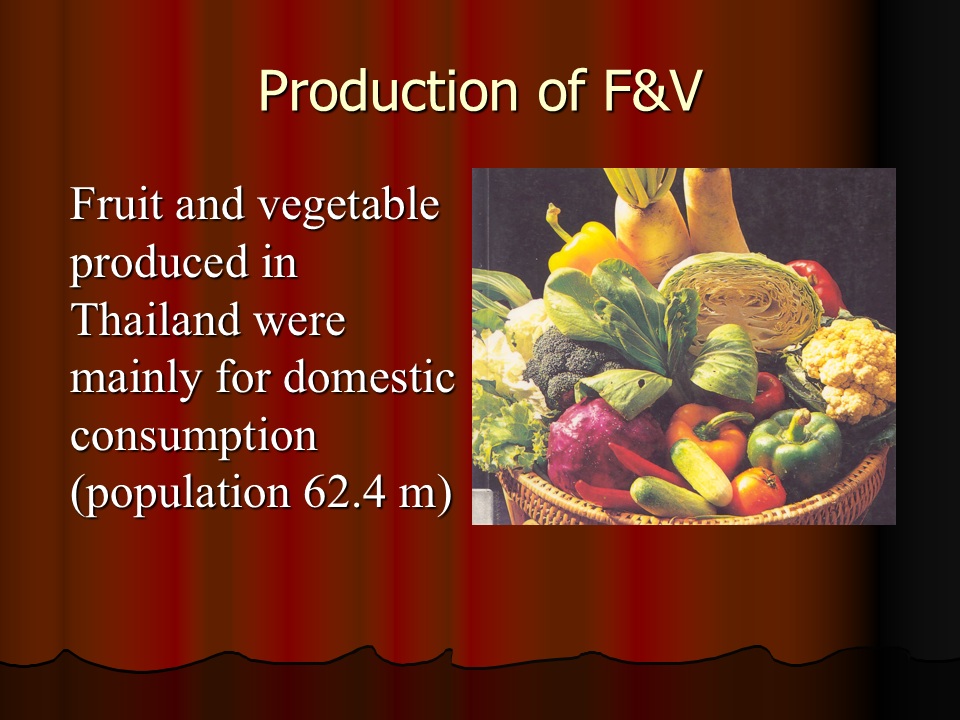 Production of F&V
Fruit and vegetable
produced in
Thailand were
mainly for domestic
consumption
(population 62.4 m)